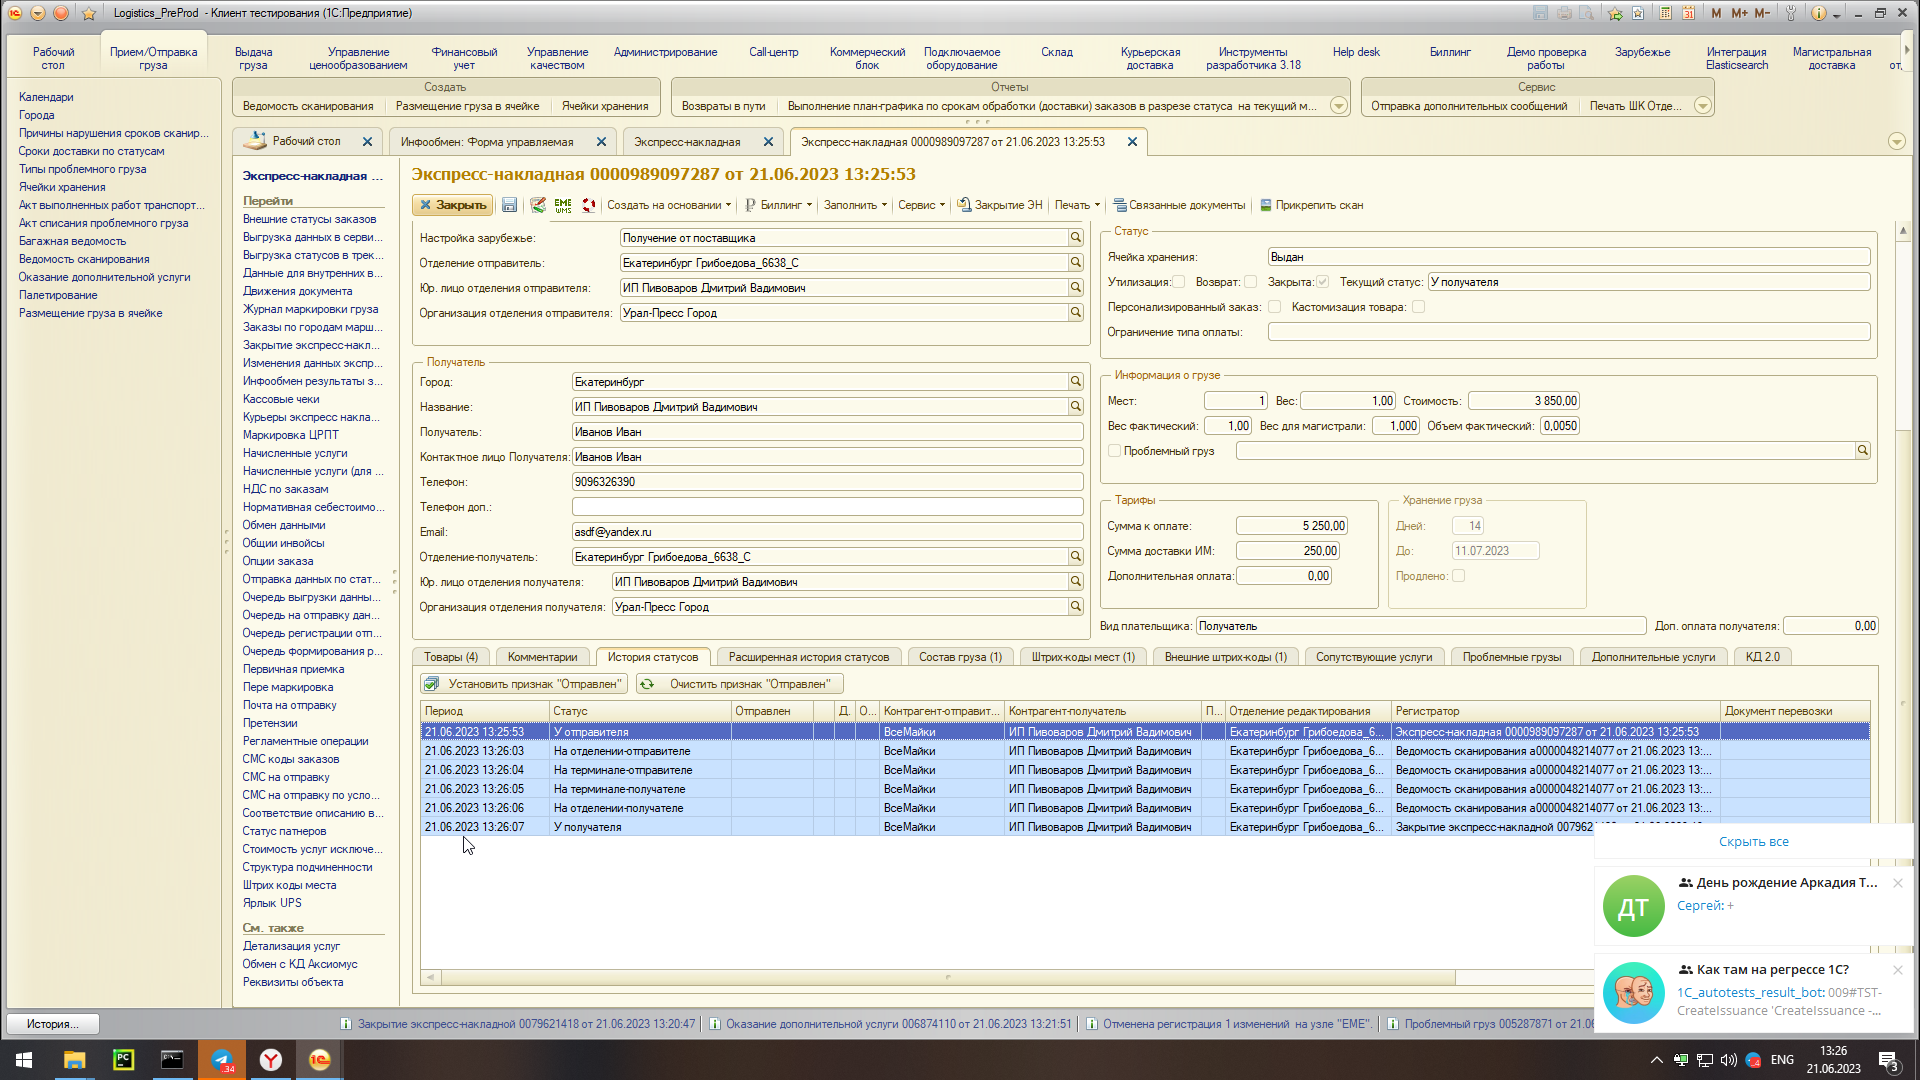 Logistics_PreProd - Клиент тестирования (1С:Предприятие)
M M+ M-
Рабочий стол
Прием/Отправка груза
Выдача груза
Управление ценообразованием
Финансовый учет
Управление качеством
Администрирование
Call-центр
Коммерческий блок
Подключаемое оборудование
Склад
Курьерская доставка
Инструменты разработчика 3.18
Help desk
Биллинг
Демо проверка работы
Зарубежье
Интеграция Elasticsearch
Магистральная доставка
Создать
Ведомость сканирования Размещение груза в ячейке Ячейки хранения
Отчеты
Возвраты в пути Выполнение план-графика по срокам обработки (доставки) заказов в разрезе статуса на текущий м...
Сервис
Отправка дополнительных сообщений Печать ШК Отде...
Календари
Города
Причины нарушения сроков сканир...
Сроки доставки по статусам
Типы проблемного груза
Ячейки хранения
Акт выполненных работ транспорт...
Акт списания проблемного груза
Багажная ведомость
Ведомость сканирования
Оказание дополнительной услуги
Палетирование
Размещение груза в ячейке
Рабочий стол Инфообмен: Форма управляемая Экспресс-накладная Экспресс-накладная 0000989097287 от 21.06.2023 13:25:53
Экспресс-накладная ...
Перейти
Внешние статусы заказов
Выгрузка данных в серви...
Выгрузка статусов в трек...
Данные для внутренних в...
Движения документа
Журнал маркировки груза
Заказы по городам марш...
Закрытие экспресс-накл...
Изменения данных экспр...
Инфообмен результаты з...
Кассовые чеки
Курьеры экспресс накла...
Маркировка ЦРПТ
Начисленные услуги
Начисленные услуги (для ...
НДС по заказам
Нормативная себестоимо...
Обмен данными
Общии инвойсы
Опции заказа
Отправка данных по стат...
Очередь выгрузки данны...
Очередь на отправку дан...
Очередь регистрации отп...
Очередь формирования р...
Первичная приемка
Пере маркировка
Почта на отправку
Претензии
Регламентные операции
СМС коды заказов
СМС на отправку
СМС на отправку по усло...
Соответствие описанию в...
Статус патнеров
Стоимость услуг исключе...
Структура подчиненности
Штрих коды места
Ярлык UPS
См. также
Детализация услуг
Обмен с КД Аксиомус
Реквизиты объекта
Экспресс-накладная 0000989097287 от 21.06.2023 13:25:53
Закрыть EME WMS Создать на основании Биллинг Заполнить Сервис Закрытие ЭН Печать Связанные документы Прикрепить скан
Настройка зарубежье: Получение от поставщика
Отделение отправитель: Екатеринбург Грибоедова_6638_С
Юр. лицо отделения отправителя: ИП Пивоваров Дмитрий Вадимович
Организация отделения отправителя: Урал-Пресс Город
Получатель
Город: Екатеринбург
Название: ИП Пивоваров Дмитрий Вадимович
Получатель: Иванов Иван
Контактное лицо Получателя: Иванов Иван
Телефон: 9096326390
Телефон доп.:
Email: asdf@yandex.ru
Отделение-получатель: Екатеринбург Грибоедова_6638_С
Юр. лицо отделения получателя: ИП Пивоваров Дмитрий Вадимович
Организация отделения получателя: Урал-Пресс Город
Статус
Ячейка хранения: Выдан
Утилизация: Возврат: Закрыта: Текущий статус: У получателя
Персонализированный заказ: Кастомизация товара:
Ограничение типа оплаты:
Информация о грузе
Мест: 1 Вес: 1,00 Стоимость: 3 850,00
Вес фактический: 1,00 Вес для магистрали: 1,000 Объем фактический: 0,0050
Проблемный груз
Тарифы
Сумма к оплате: 5 250,00
Сумма доставки ИМ: 250,00
Дополнительная оплата: 0,00
Хранение груза
Дней: 14
До: 11.07.2023
Продлено:
Вид плательщика: Получатель Доп. оплата получателя: 0,00
Товары (4) Комментарии История статусов Расширенная история статусов Состав груза (1) Штрих-коды мест (1) Внешние штрих-коды (1) Сопутствующие услуги Проблемные грузы Дополнительные услуги КД 2.0
Установить признак "Отправлен" Очистить признак "Отправлен"
Период Статус Отправлен Д. О... Контрагент-отправит... Контрагент-получатель П... Отделение редактирования Регистратор Документ перевозки
21.06.2023 13:25:53 У отправителя ВсеМайки ИП Пивоваров Дмитрий Вадимович Екатеринбург Грибоедова_6... Экспресс-накладная 0000989097287 от 21.06.2023 13:25:53
21.06.2023 13:26:03 На отделении-отправителе ВсеМайки ИП Пивоваров Дмитрий Вадимович Екатеринбург Грибоедова_6... Ведомость сканирования а0000048214077 от 21.06.2023 13:...
21.06.2023 13:26:04 На терминале-отправителе ВсеМайки ИП Пивоваров Дмитрий Вадимович Екатеринбург Грибоедова_6... Ведомость сканирования а0000048214077 от 21.06.2023 13:...
21.06.2023 13:26:05 На терминале-получателе ВсеМайки ИП Пивоваров Дмитрий Вадимович Екатеринбург Грибоедова_6... Ведомость сканирования а0000048214077 от 21.06.2023 13:...
21.06.2023 13:26:06 На отделении-получателе ВсеМайки ИП Пивоваров Дмитрий Вадимович Екатеринбург Грибоедова_6... Ведомость сканирования а0000048214077 от 21.06.2023 13:...
21.06.2023 13:26:07 У получателя ВсеМайки ИП Пивоваров Дмитрий Вадимович Екатеринбург Грибоедова_6... Закрытие экспресс-накладной
Скрыть все
ДТ
День рождение Аркадия Т...
Сергей: +
Как там на регрессе 1С?
1C_autotests_result_bot: 009#TST-
CreateIssuance 'CreateIssuance -...
История...
Закрытие экспресс-накладной 0079621418 от 21.06.2023 13:20:47 Оказание дополнительной услуги 006874110 от 21.06.2023 13:21:51 Отменена регистрация 1 изменений на узле "EME". Проблемный груз 005287871 от 21.06
PC
34
ENG
13:26
21.06.2023
3